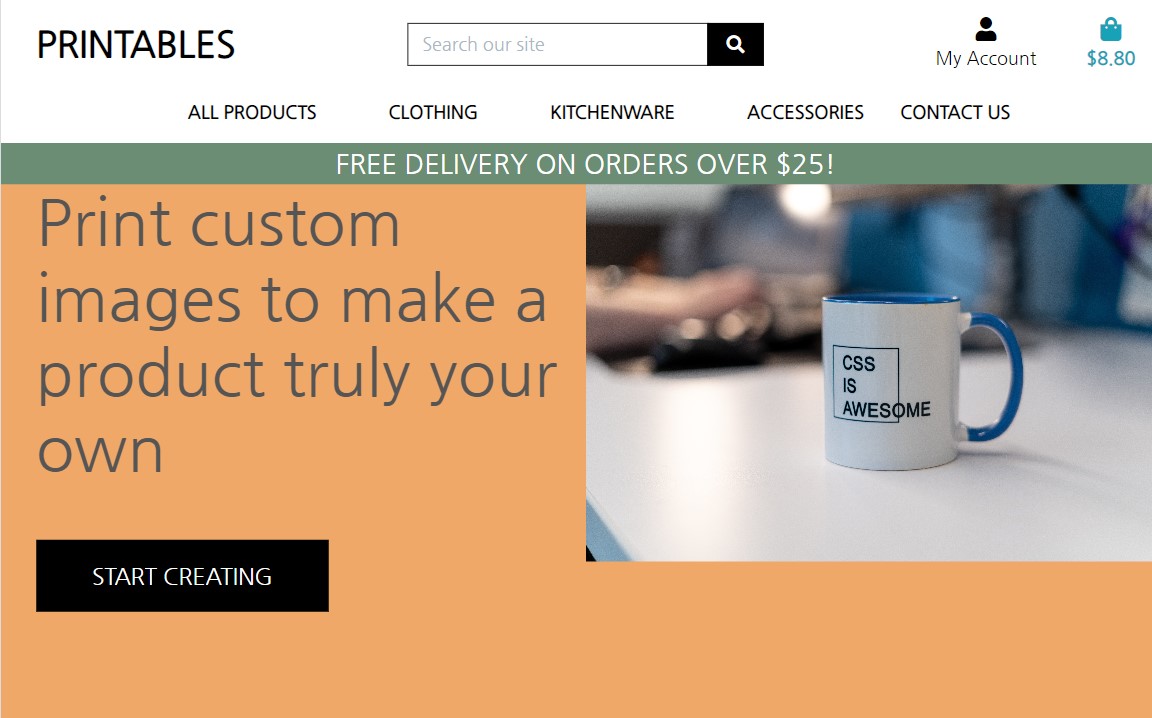 PRINTABLES
Search our site
My Account
$8.80
ALL PRODUCTS
CLOTHING
KITCHENWARE
ACCESSORIES
CONTACT US
FREE DELIVERY ON ORDERS OVER $25!
Print custom
images to make a
product truly your
own
START CREATING
CSS
IS
AWESOME